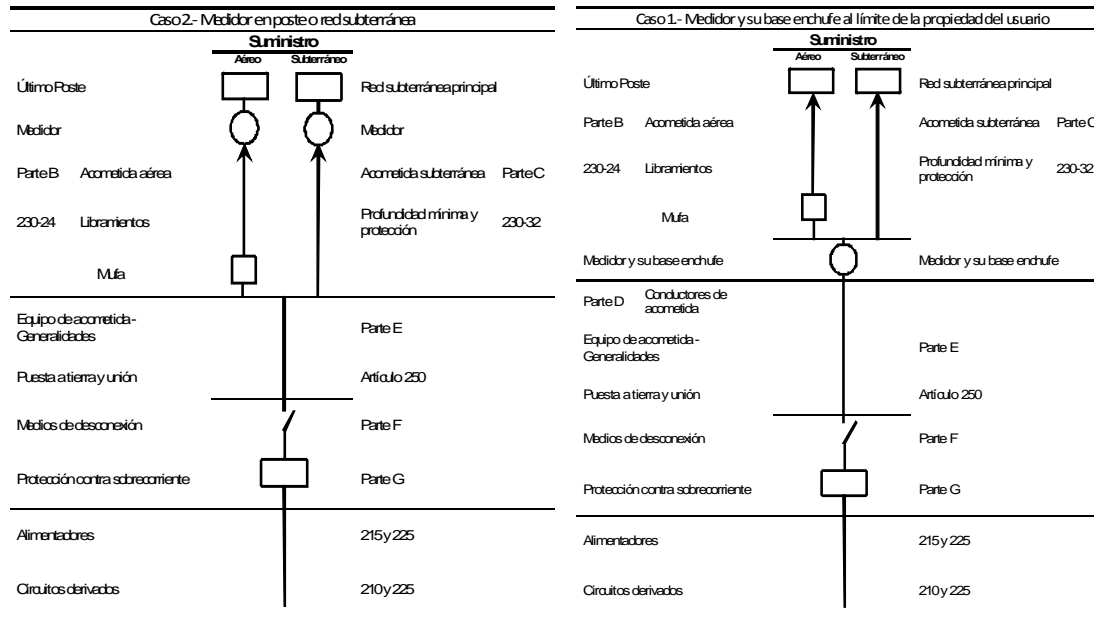 Caso 2.- Medidor en poste o red subterránea
Suministro
Aéreo Subterráneo
Último Poste Red subterránea principal
Medidor Medidor
Parte B Acometida aérea Acometida subterránea Parte C
230-24 Libramientos Profundidad mínima y protección 230-32
Mufa
Equipo de acometida - Generalidades Parte E
Puesta a tierra y unión Artículo 250
Medios de desconexión Parte F
Protección contra sobrecorriente Parte G
Alimentadores 215 y 225
Circuitos derivados 210 y 225
Caso 1.- Medidor y su base enchufe al límite de la propiedad del usuario
Suministro
Aéreo Subterráneo
Último Poste Red subterránea principal
Parte B Acometida aérea Acometida subterránea Parte C
230-24 Libramientos Profundidad mínima y protección 230-32
Mufa
Medidor y su base enchufe Medidor y su base enchufe
Parte D Conductores de acometida
Equipo de acometida - Generalidades Parte E
Puesta a tierra y unión Artículo 250
Medios de desconexión Parte F
Protección contra sobrecorriente Parte G
Alimentadores 215 y 225
Circuitos derivados 210 y 225